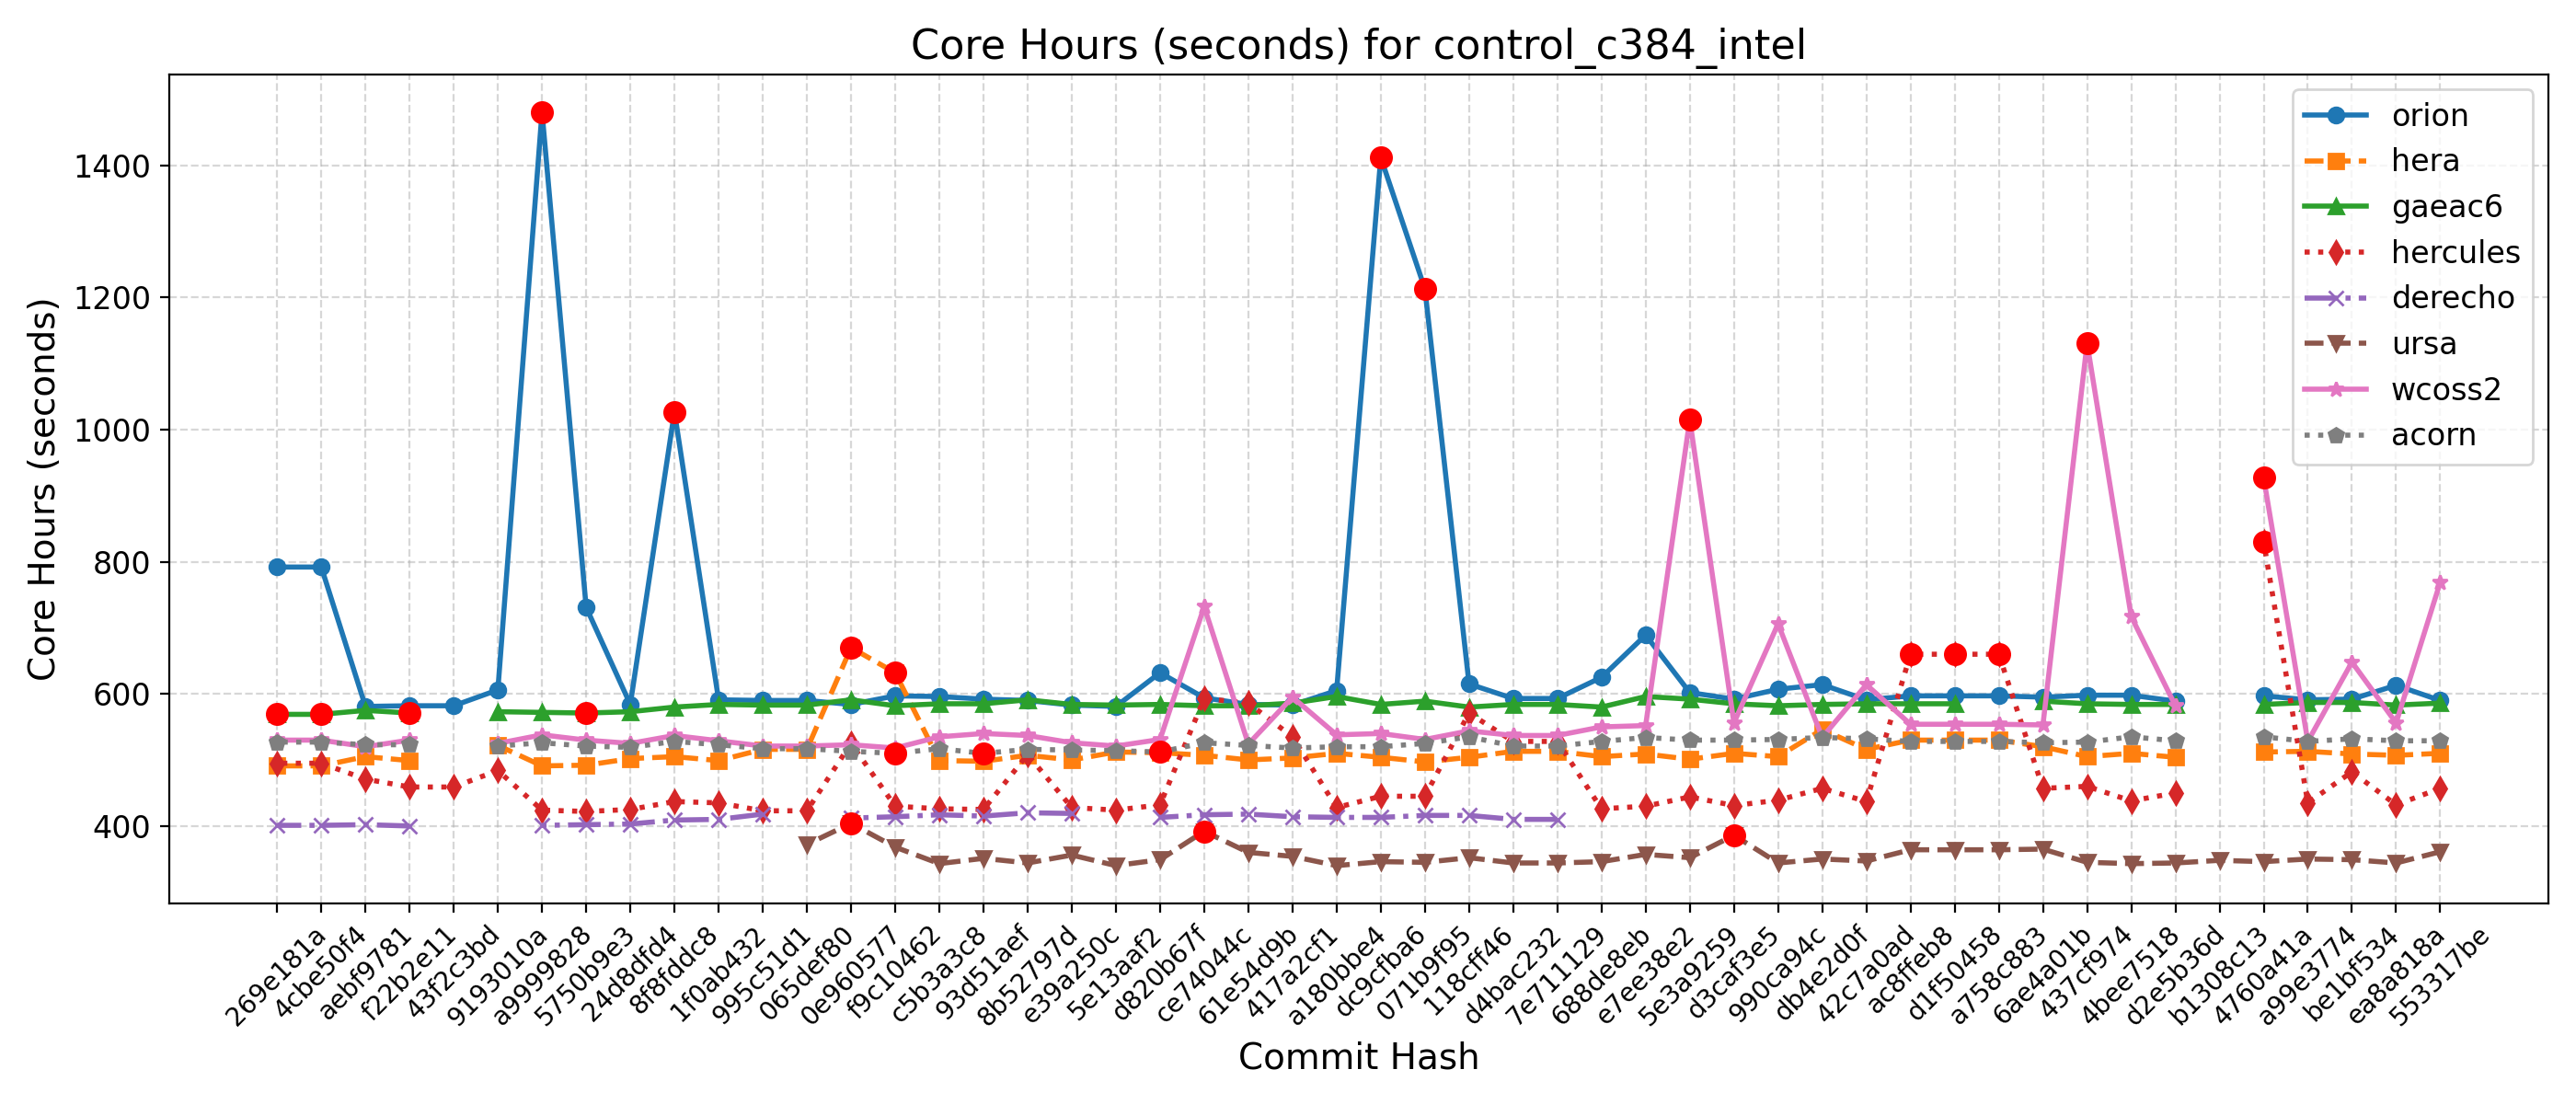 Core Hours (seconds) for control_c384_intel
Core Hours (seconds)
1400
1200
1000
800
600
400
orion
hera
gaeac6
hercules
derecho
ursa
wcoss2
acorn
269e181a
4cbe50f4
aebf9781
f22b2e11
43f2c3bd
9193010a
a9999828
5750b9e3
24d8dfd4
8f8fddc8
1f0ab432
995c51d1
065def80
0e960577
f9c10462
c5b3a3c8
93d51aef
8b52797d
e39a250c
5e13aaf2
d820b67f
ce74044c
61e54d9b
417a2cf1
a180bbe4
dc9cfba6
071b9f95
118cff46
d4bac232
7e711129
688de8eb
e7ee38e2
5e3a9259
d3caf3e5
990ca94c
db4e2d0f
42c7a0ad
ac8ffeb8
d1f50458
a758c883
6ae4a01b
437cf974
4bee7518
d2e5b36d
b1308c13
4760a41a
a99e3774
be1bf534
ea8a818a
553317be
Commit Hash